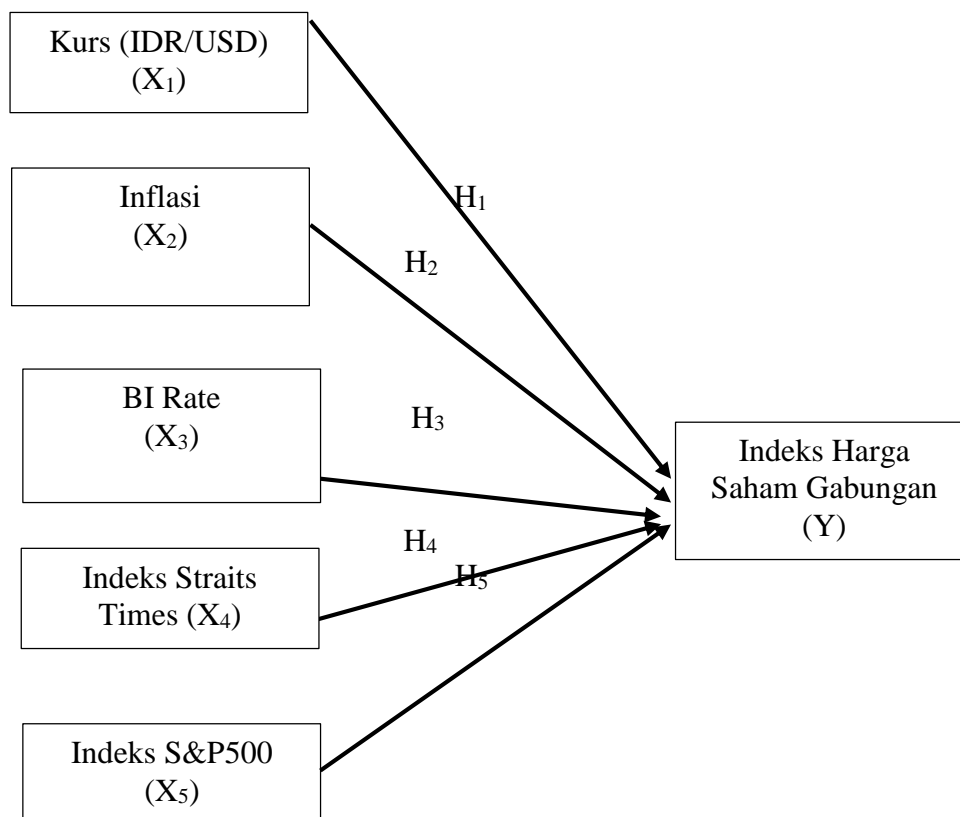 Kurs (IDR/USD)
(X₁)
H₁
Inflasi
(X₂)
H₂
BI Rate
(X₃)
H₃
Indeks Harga
Saham Gabungan
(Y)
H₄
H₅
Indeks Straits
Times (X₄)
Indeks S&P500
(X₅)